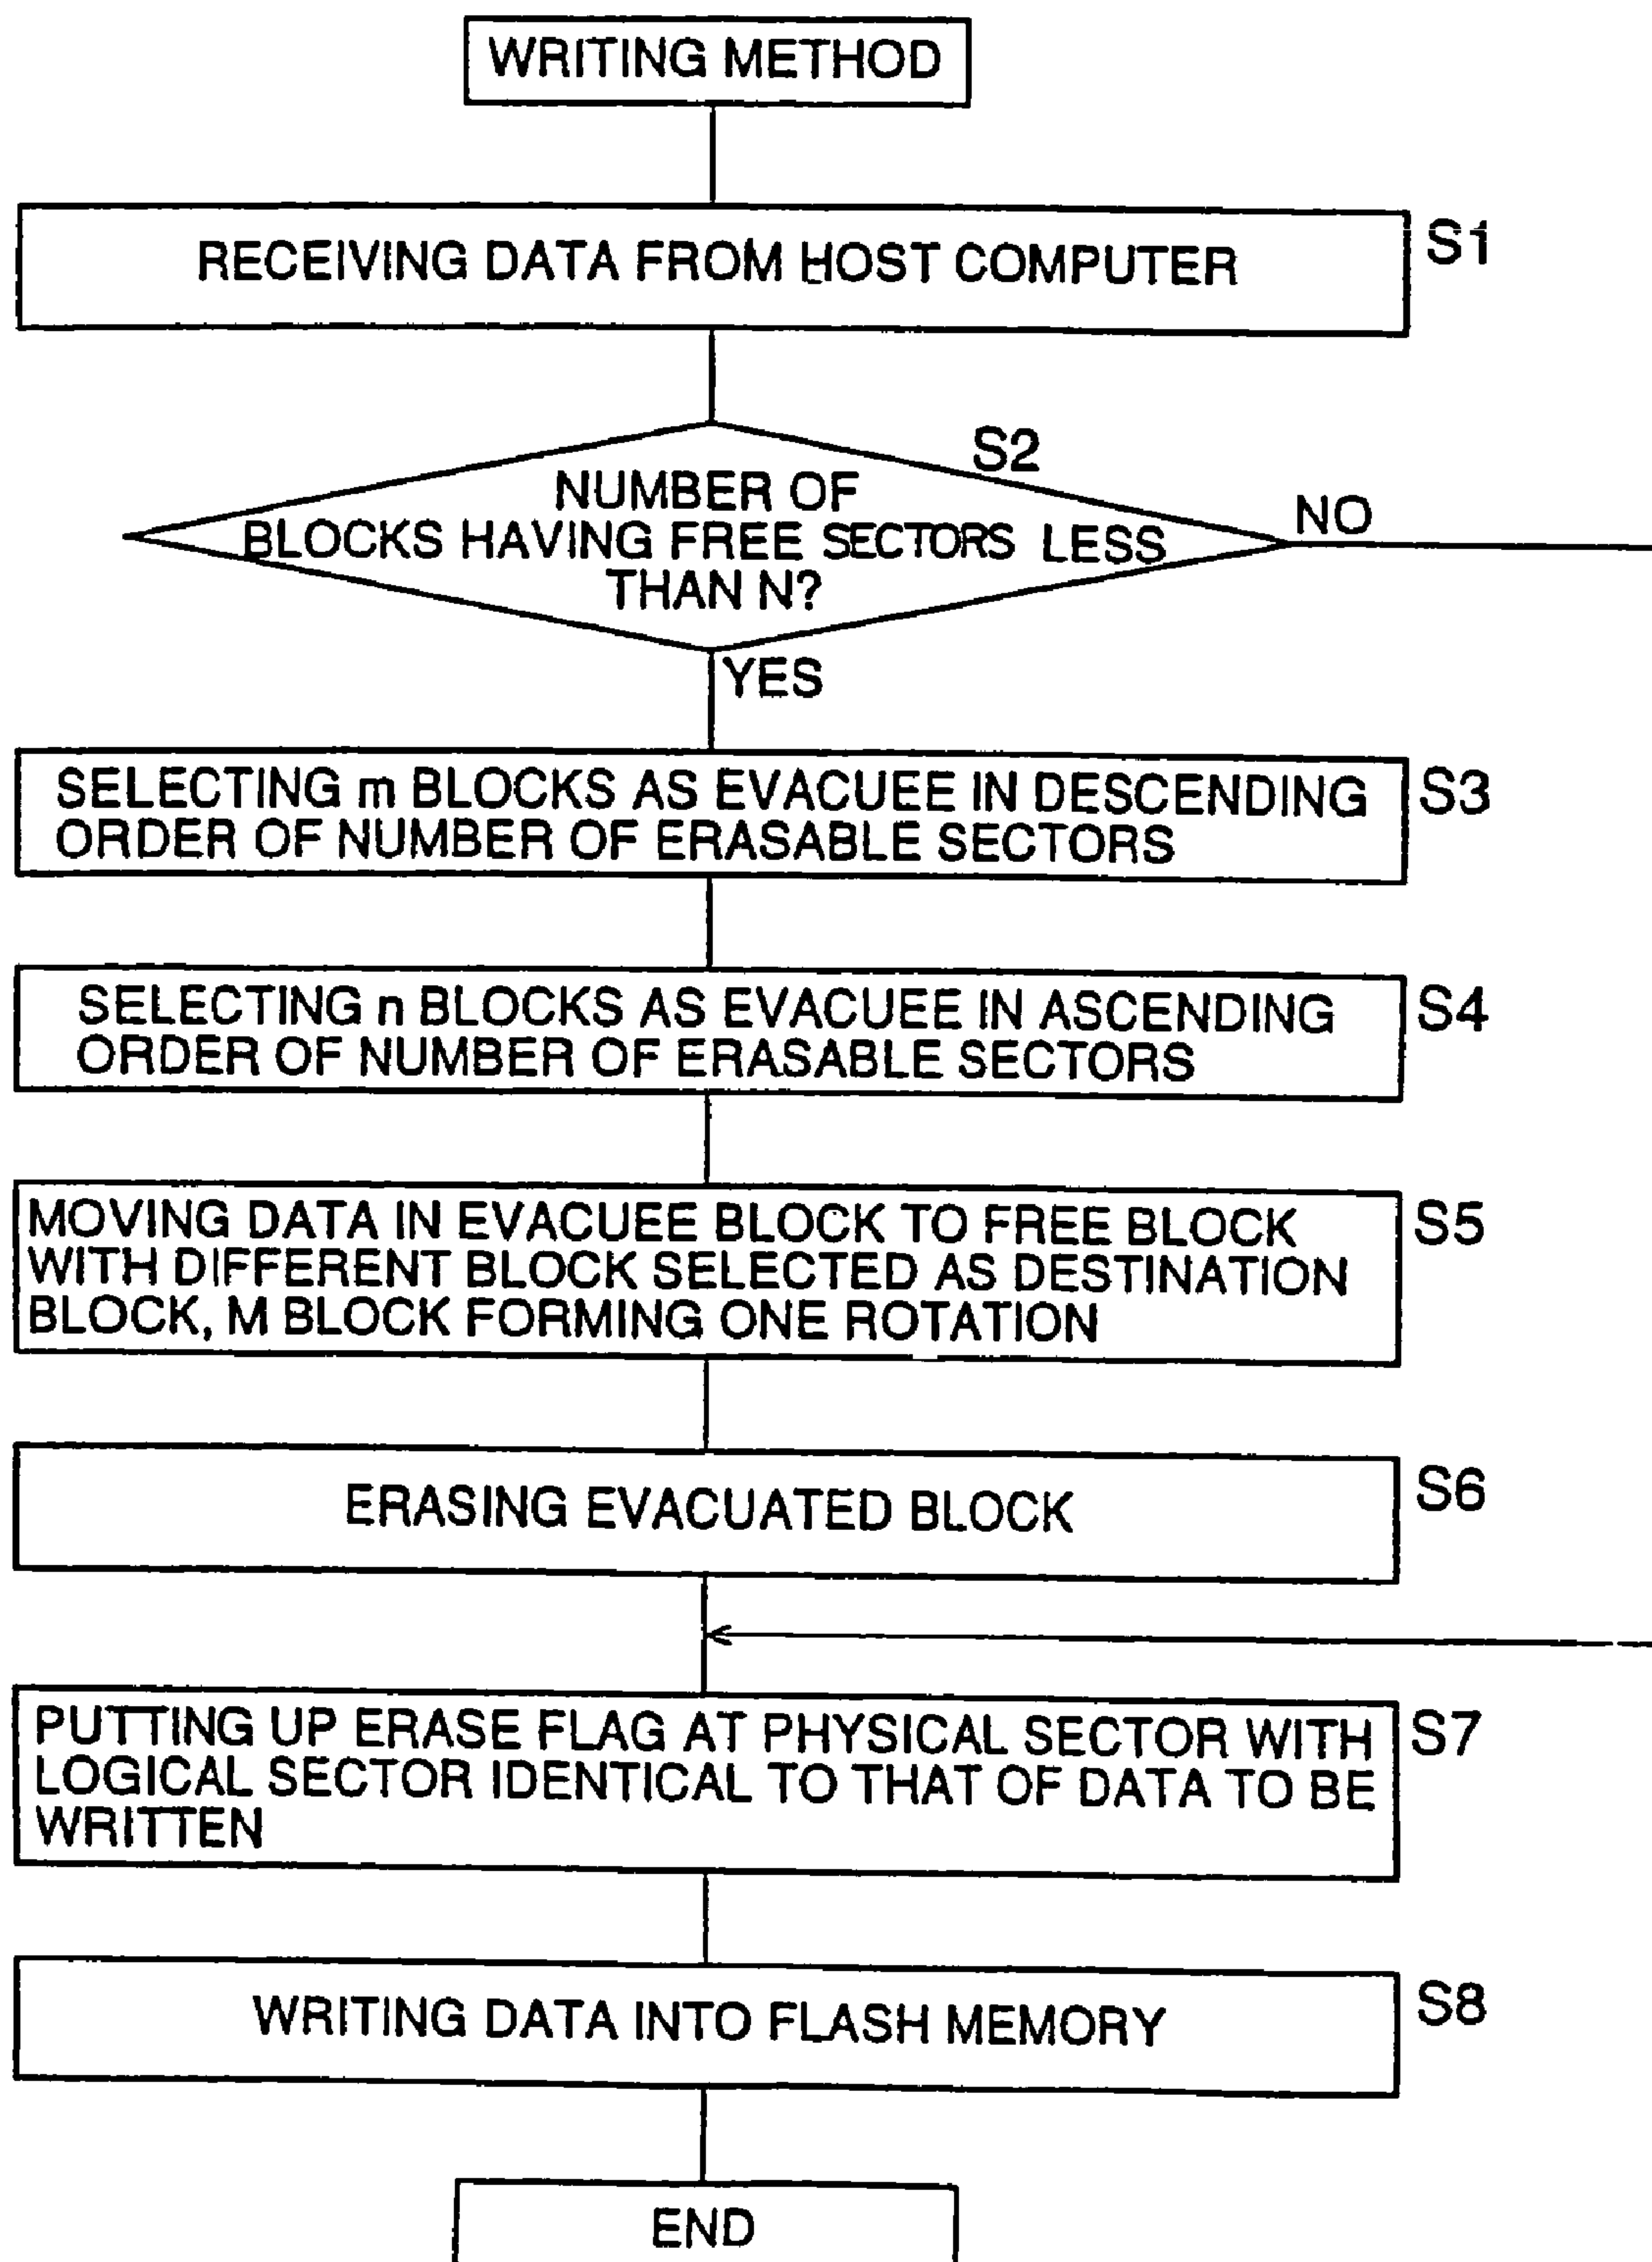 WRITING METHOD
RECEIVING DATA FROM HOST COMPUTER
S1
S2
NUMBER OF
BLOCKS HAVING FREE SECTORS LESS
THAN N?
NO
YES
SELECTING m BLOCKS AS EVACUEE IN DESCENDING
ORDER OF NUMBER OF ERASABLE SECTORS
S3
SELECTING n BLOCKS AS EVACUEE IN ASCENDING
ORDER OF NUMBER OF ERASABLE SECTORS
S4
MOVING DATA IN EVACUEE BLOCK TO FREE BLOCK
WITH DIFFERENT BLOCK SELECTED AS DESTINATION
BLOCK, M BLOCK FORMING ONE ROTATION
S5
ERASING EVACUATED BLOCK
S6
PUTTING UP ERASE FLAG AT PHYSICAL SECTOR WITH
LOGICAL SECTOR IDENTICAL TO THAT OF DATA TO BE
WRITTEN
S7
WRITING DATA INTO FLASH MEMORY
S8
END